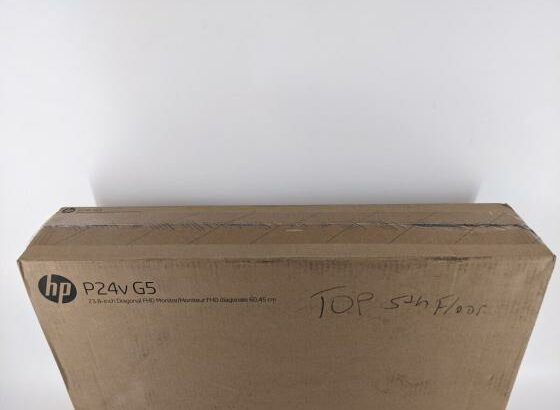 hp P24v G5
23.8-inch Diagonal FHD Monitor/Moniteur FHD diagonale 60,45 cm
TOP 5th Floor